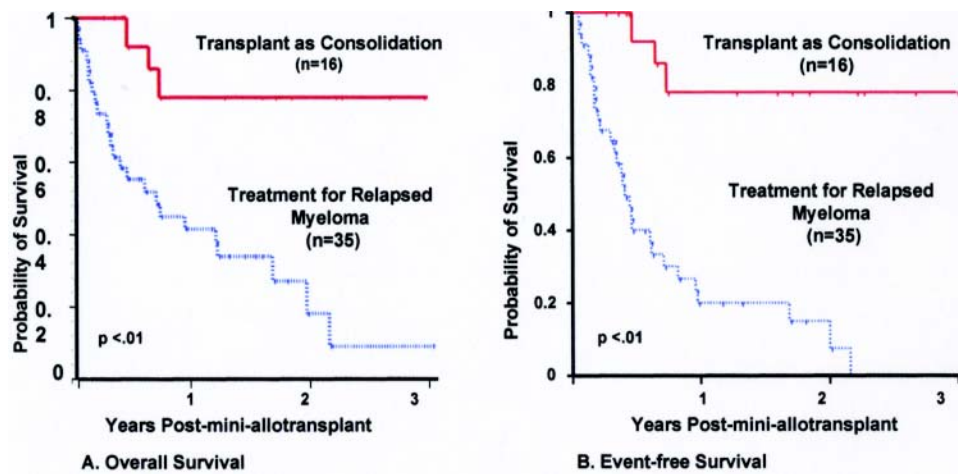 1
0.
8
0.
6
0.
4
0.
2
0
Probability of Survival
Transplant as Consolidation
(n=16)
Treatment for Relapsed
Myeloma
(n=35)
p <.01
1
2
3
Years Post-mini-allotransplant
A. Overall Survival
1
0.8
0.6
0.4
0.2
0
Probability of Survival
Transplant as Consolidation
(n=16)
Treatment for Relapsed
Myeloma
(n=35)
p <.01
1
2
3
Years Post-mini-allotransplant
B. Event-free Survival